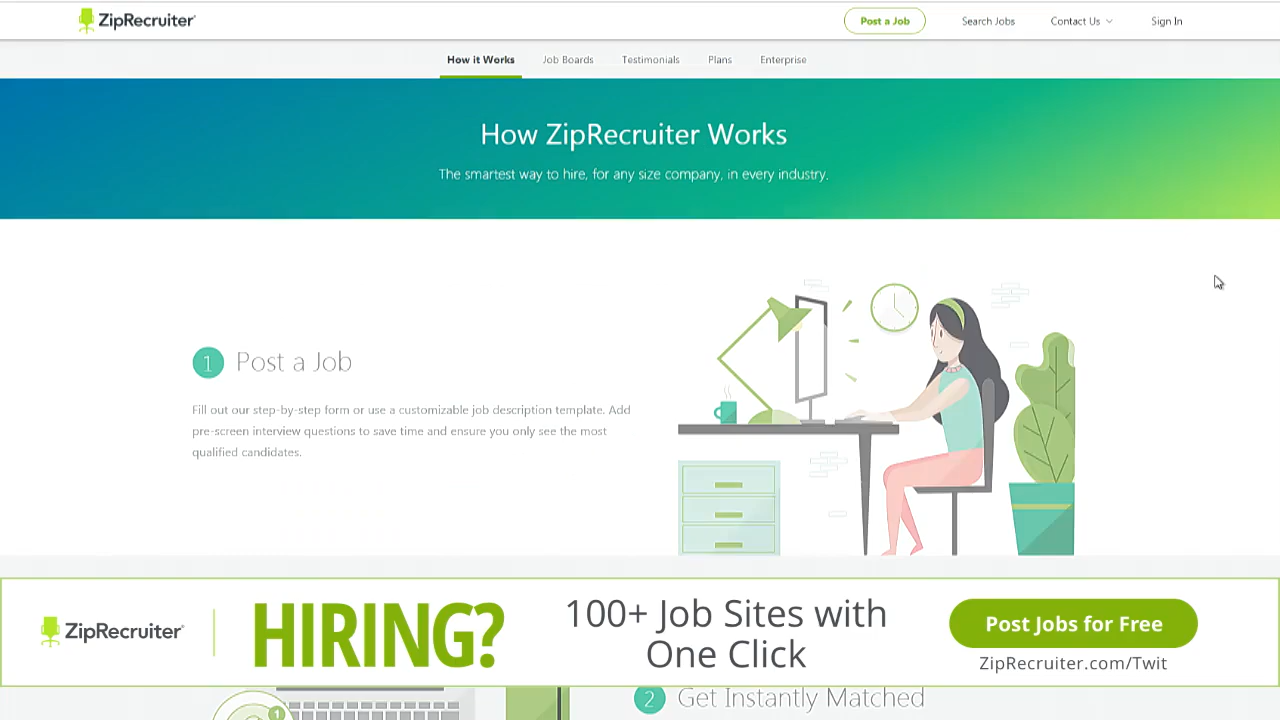 ZipRecruiter
Post a Job Search Jobs Contact Us Sign In
How it Works Job Boards Testimonials Plans Enterprise
How ZipRecruiter Works
The smartest way to hire, for any size company, in every industry.
1 Post a Job
Fill out our step-by-step form or use a customizable job description template. Add
pre-screen interview questions to save time and ensure you only see the most
qualified candidates.
ZipRecruiter
HIRING?
100+ Job Sites with
One Click
Post Jobs for Free
ZipRecruiter.com/Twit
1
2 Get Instantly Matched